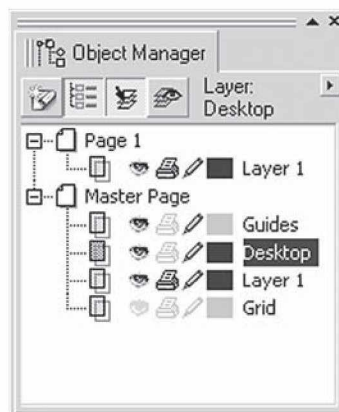 Object Manager
Layer:
Desktop
Page 1
Layer 1
Master Page
Guides
Desktop
Layer 1
Grid